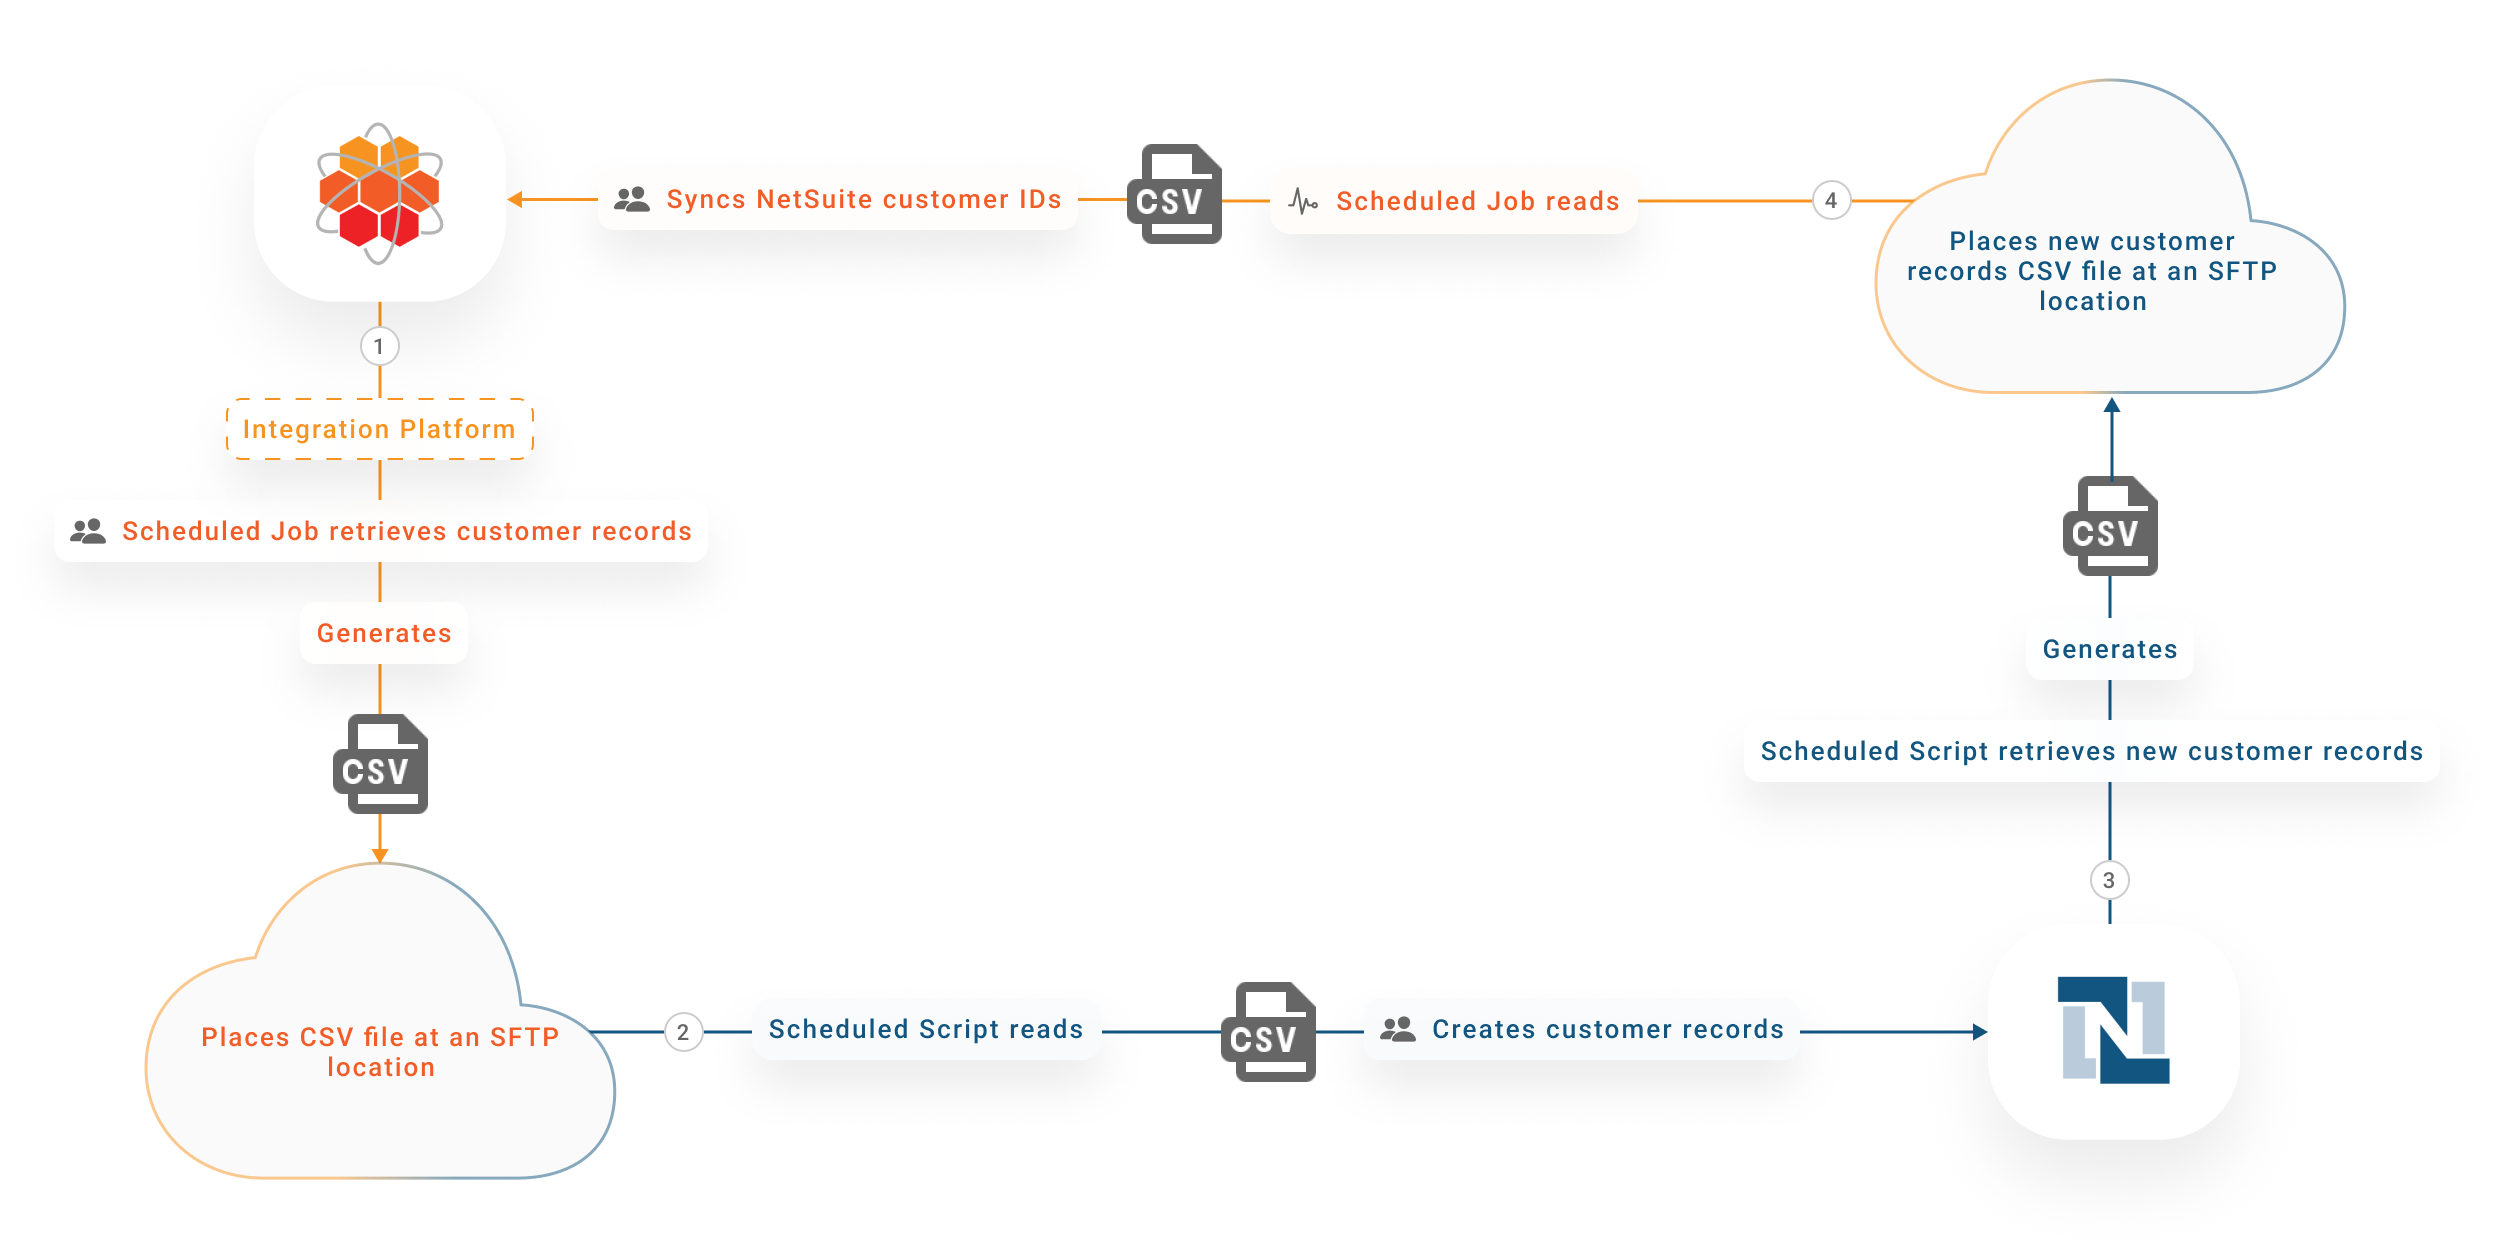 Syncs NetSuite customer IDs
CSV
Scheduled Job reads
4
Places new customer
records CSV file at an SFTP
location
1
Integration Platform
Scheduled Job retrieves customer records
Generates
CSV
Places CSV file at an SFTP
location
2
Scheduled Script reads
CSV
Creates customer records
N
3
Scheduled Script retrieves new customer records
Generates
CSV